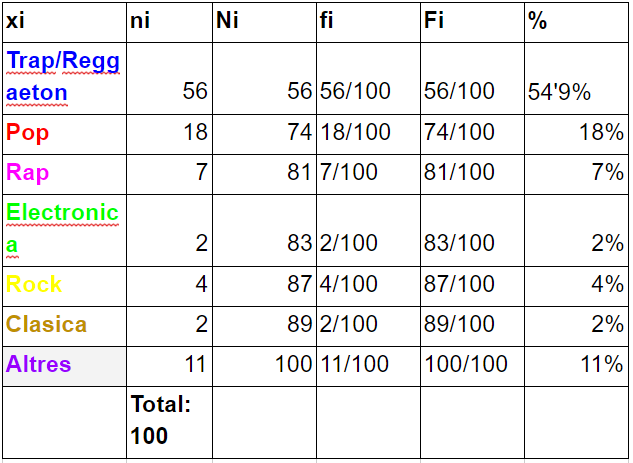 xi ni Ni fi Fi %
Trap/Regg
aeton 56 56 56/100 56/100 54'9%
Pop 18 74 18/100 74/100 18%
Rap 7 81 7/100 81/100 7%
Electronic
a 2 83 2/100 83/100 2%
Rock 4 87 4/100 87/100 4%
Clasica 2 89 2/100 89/100 2%
Altres 11 100 11/100 100/100 11%
Total:
100